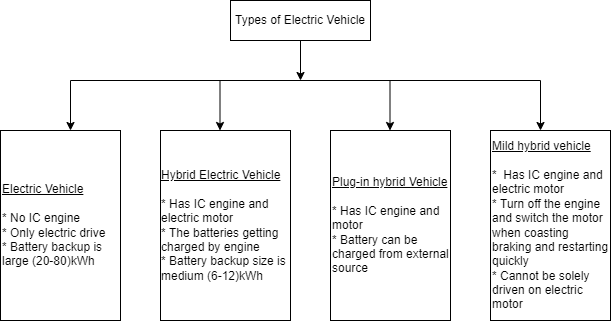 Types of Electric Vehicle
Electric Vehicle
* No IC engine
* Only electric drive
* Battery backup is
large (20-80)kWh
Hybrid Electric Vehicle
* Has IC engine and
electric motor
* The batteries getting
charged by engine
* Battery backup size is
medium (6-12)kWh
Plug-in hybrid Vehicle
* Has IC engine and
motor
* Battery can be
charged from external
source
Mild hybrid vehicle
* Has IC engine and
electric motor
* Turn off the engine
and switch the motor
when coasting
braking and restarting
quickly
* Cannot be solely
driven on electric
motor